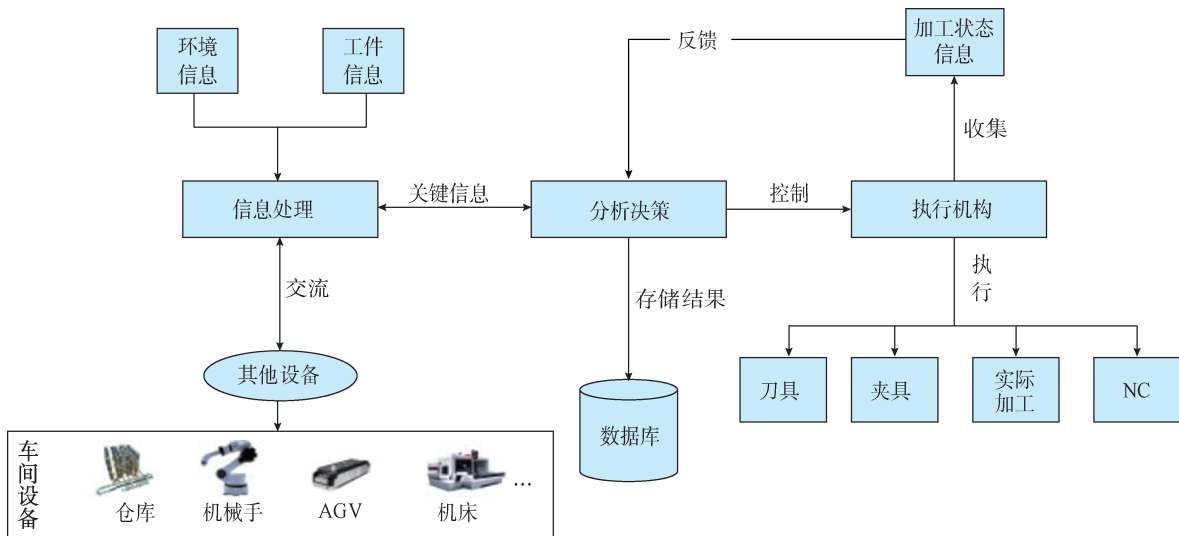 环境
信息
工件
信息
反馈
加工状态
信息
收集
信息处理
关键信息
分析决策
控制
执行机构
交流
存储结果
执
行
其他设备
数据库
刀具
夹具
实际
加工
NC
车
间
设
备
仓库
机械手
AGV
机床
…